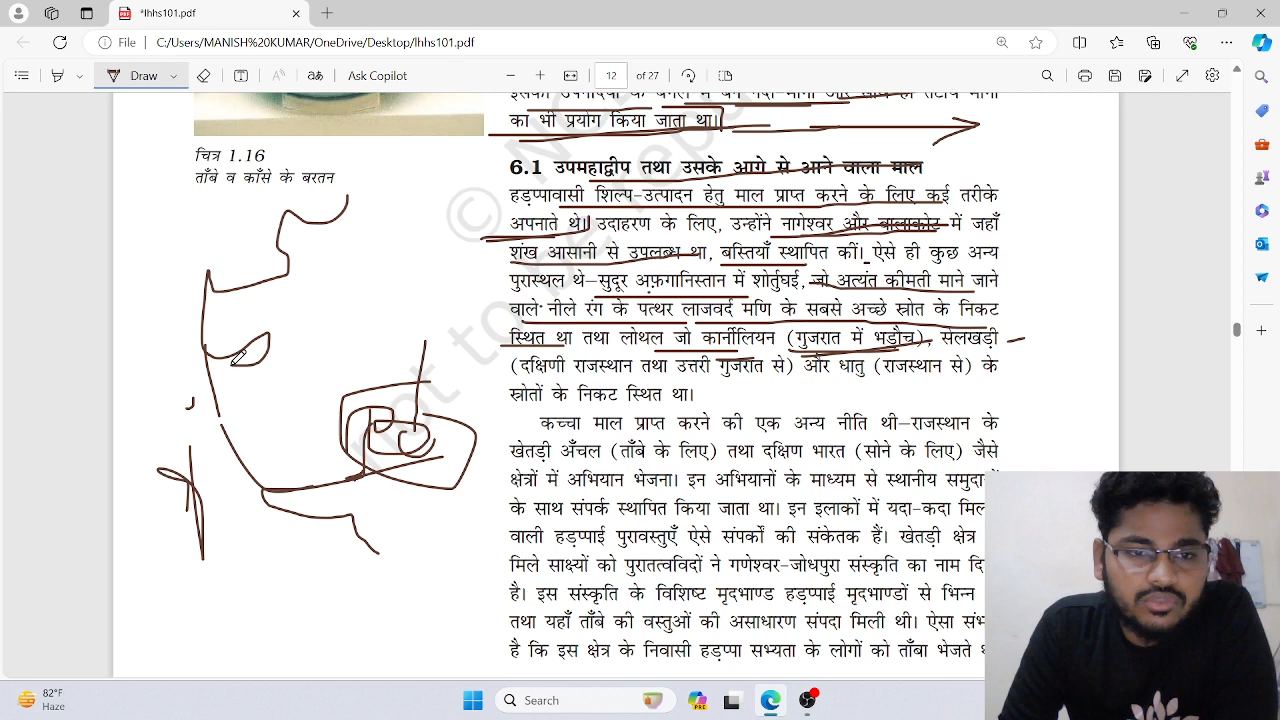 *lhhs101.pdf
File C:/Users/MANISH%20KUMAR/OneDrive/Desktop/lhhs101.pdf
Draw Ask Copilot 12 of 27
का भी प्रयोग किया जाता था।
चित्र 1.16
ताँबे व काँसे के बरतन
6.1 उपमहाद्वीप तथा उसके आगे से आने वाला माल
हड़प्पावासी शिल्प-उत्पादन हेतु माल प्राप्त करने के लिए कई तरीके
अपनाते थे। उदाहरण के लिए, उन्होंने नागेश्वर और बालाकोट में जहाँ
शंख आसानी से उपलब्ध था, बस्तियाँ स्थापित कीं। ऐसे ही कुछ अन्य
पुरास्थल थे–सुदूर अफ़गानिस्तान में शोर्तुघई, जो अत्यंत कीमती माने जाने
वाले नीले रंग के पत्थर लाजवर्द मणि के सबसे अच्छे स्रोत के निकट
स्थित था तथा लोथल जो कार्नीलियन (गुजरात में भड़ौच), सेलखड़ी
(दक्षिणी राजस्थान तथा उत्तरी गुजरात से) और धातु (राजस्थान से) के
स्रोतों के निकट स्थित था।
कच्चा माल प्राप्त करने की एक अन्य नीति थी–राजस्थान के
खेतड़ी अँचल (ताँबे के लिए) तथा दक्षिण भारत (सोने के लिए) जैसे
क्षेत्रों में अभियान भेजना। इन अभियानों के माध्यम से स्थानीय
के साथ संपर्क स्थापित किया जाता था। इन इलाकों में यदा-कदा
वाली हड़प्पाई पुरावस्तुएँ ऐसे संपर्कों की संकेतक हैं। खेतड़ी क्षेत्र
मिले साक्ष्यों को पुरातत्वविदों ने गणेश्वर-जोधपुरा संस्कृति का नाम
है। इस संस्कृति के विशिष्ट मृदभाण्ड हड़प्पाई मृदभाण्डों से भिन्न
तथा यहाँ ताँबे की वस्तुओं की असाधारण संपदा मिली थी। ऐसा
है कि इस क्षेत्र के निवासी हड़प्पा सभ्यता के लोगों को ताँबा भेजते
82°F
Haze
Search
PRE